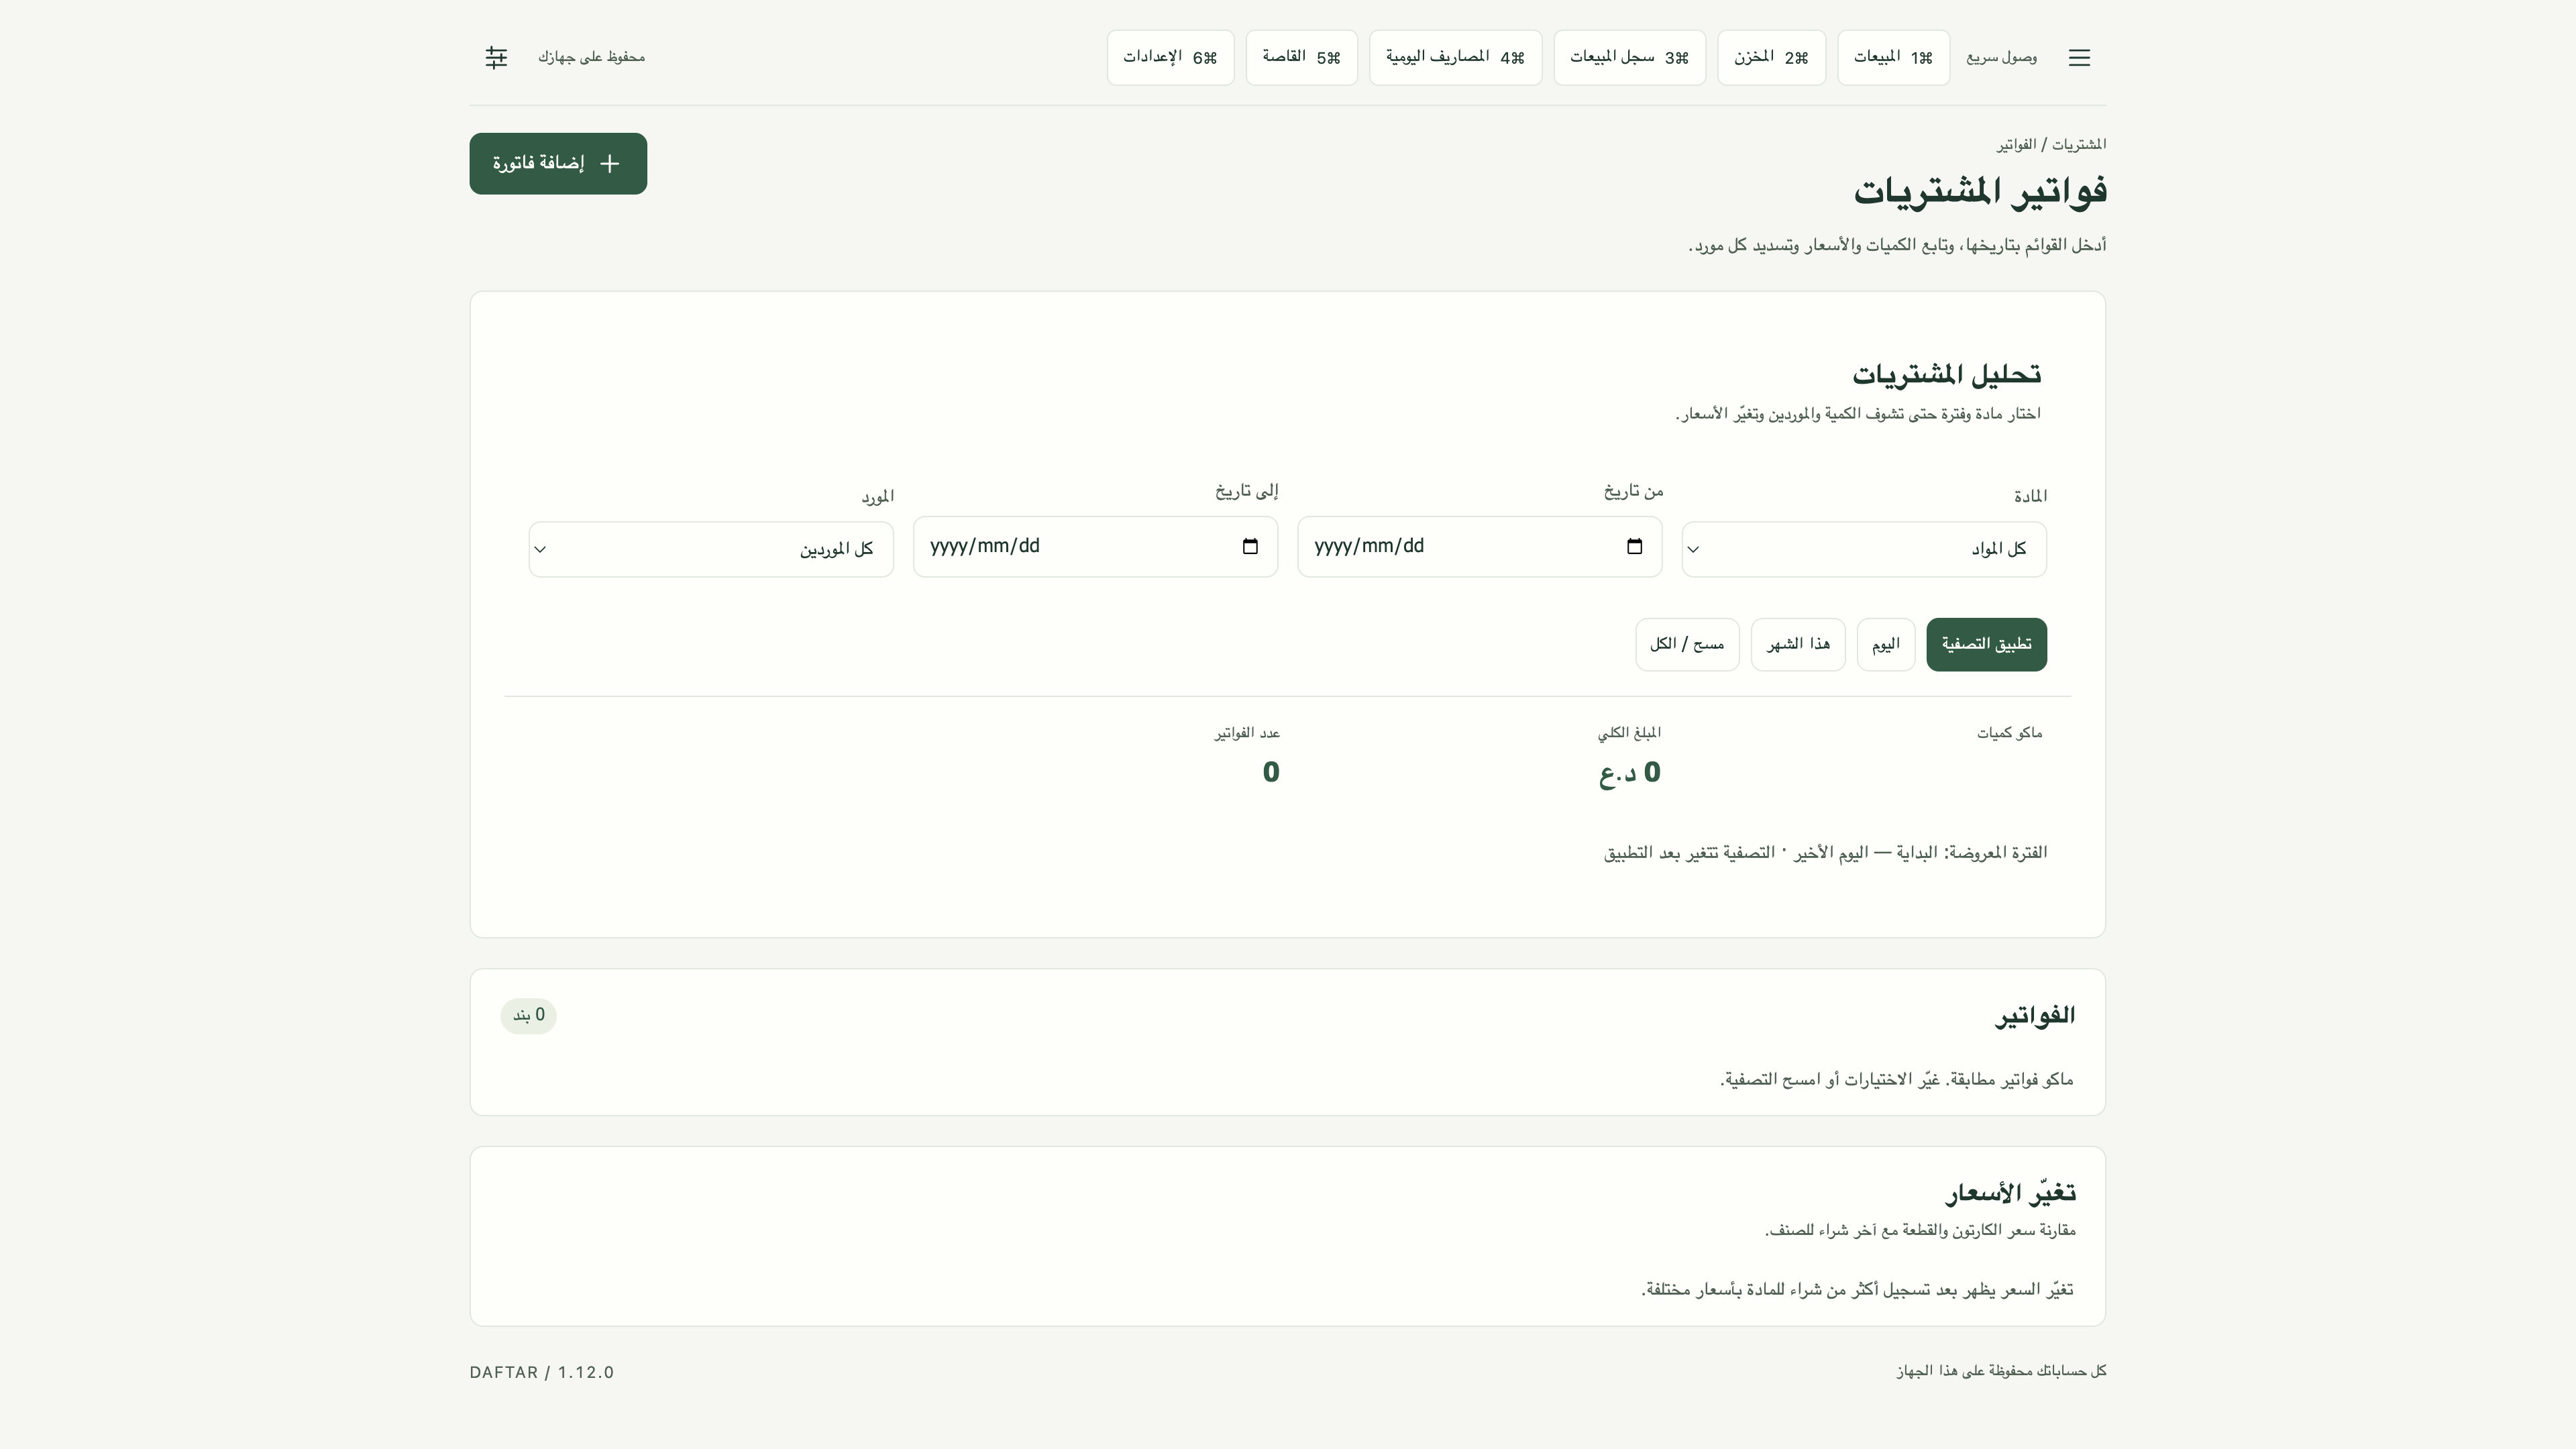 وصول سريع
⌘1 المبيعات
⌘2 المخزن
⌘3 سجل المبيعات
⌘4 المصاريف اليومية
⌘5 القاصة
⌘6 الإعدادات
محفوظ على جهازك
المشتريات / الفواتير
فواتير المشتريات
أدخل القوائم بتاريخها، وتابع الكميات والأسعار وتسديد كل مورد.
إضافة فاتورة
تحليل المشتريات
اختار مادة وفترة حتى تشوف الكمية والموردين وتغيّر الأسعار.
المادة
كل المواد
من تاريخ
yyyy/mm/dd
إلى تاريخ
yyyy/mm/dd
المورد
كل الموردين
تطبيق التصفية
اليوم
هذا الشهر
مسح / الكل
ماكو كميات
المبلغ الكلي
0 د.ع
عدد الفواتير
0
الفترة المعروضة: البداية — اليوم الأخير · التصفية تتغير بعد التطبيق
الفواتير
0 بند
ماكو فواتير مطابقة. غيّر الاختيارات أو امسح التصفية.
تغيّر الأسعار
مقارنة سعر الكارتون والقطعة مع آخر شراء للصنف.
تغيّر السعر يظهر بعد تسجيل أكثر من شراء للمادة بأسعار مختلفة.
كل حساباتك محفوظة على هذا الجهاز
DAFTAR / 1.12.0